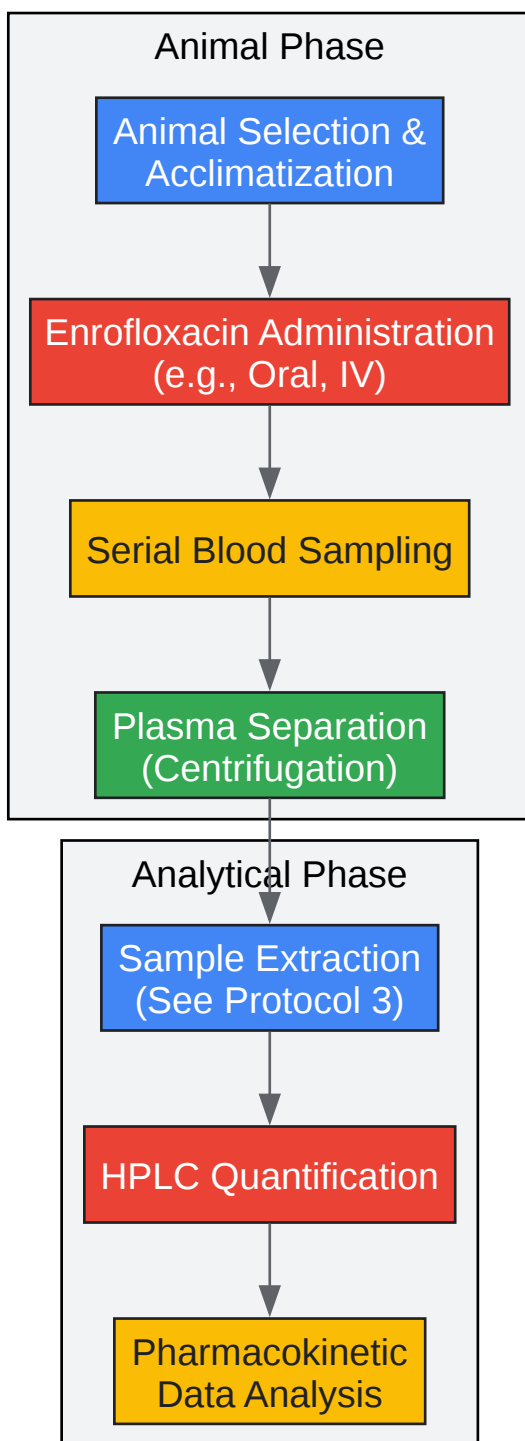 Animal Phase
Animal Selection &
Acclimatization
Enrofloxacin Administration
(e.g., Oral, IV)
Serial Blood Sampling
Plasma Separation
(Centrifugation)
Analytical Phase
Sample Extraction
(See Protocol 3)
HPLC Quantification
Pharmacokinetic
Data Analysis